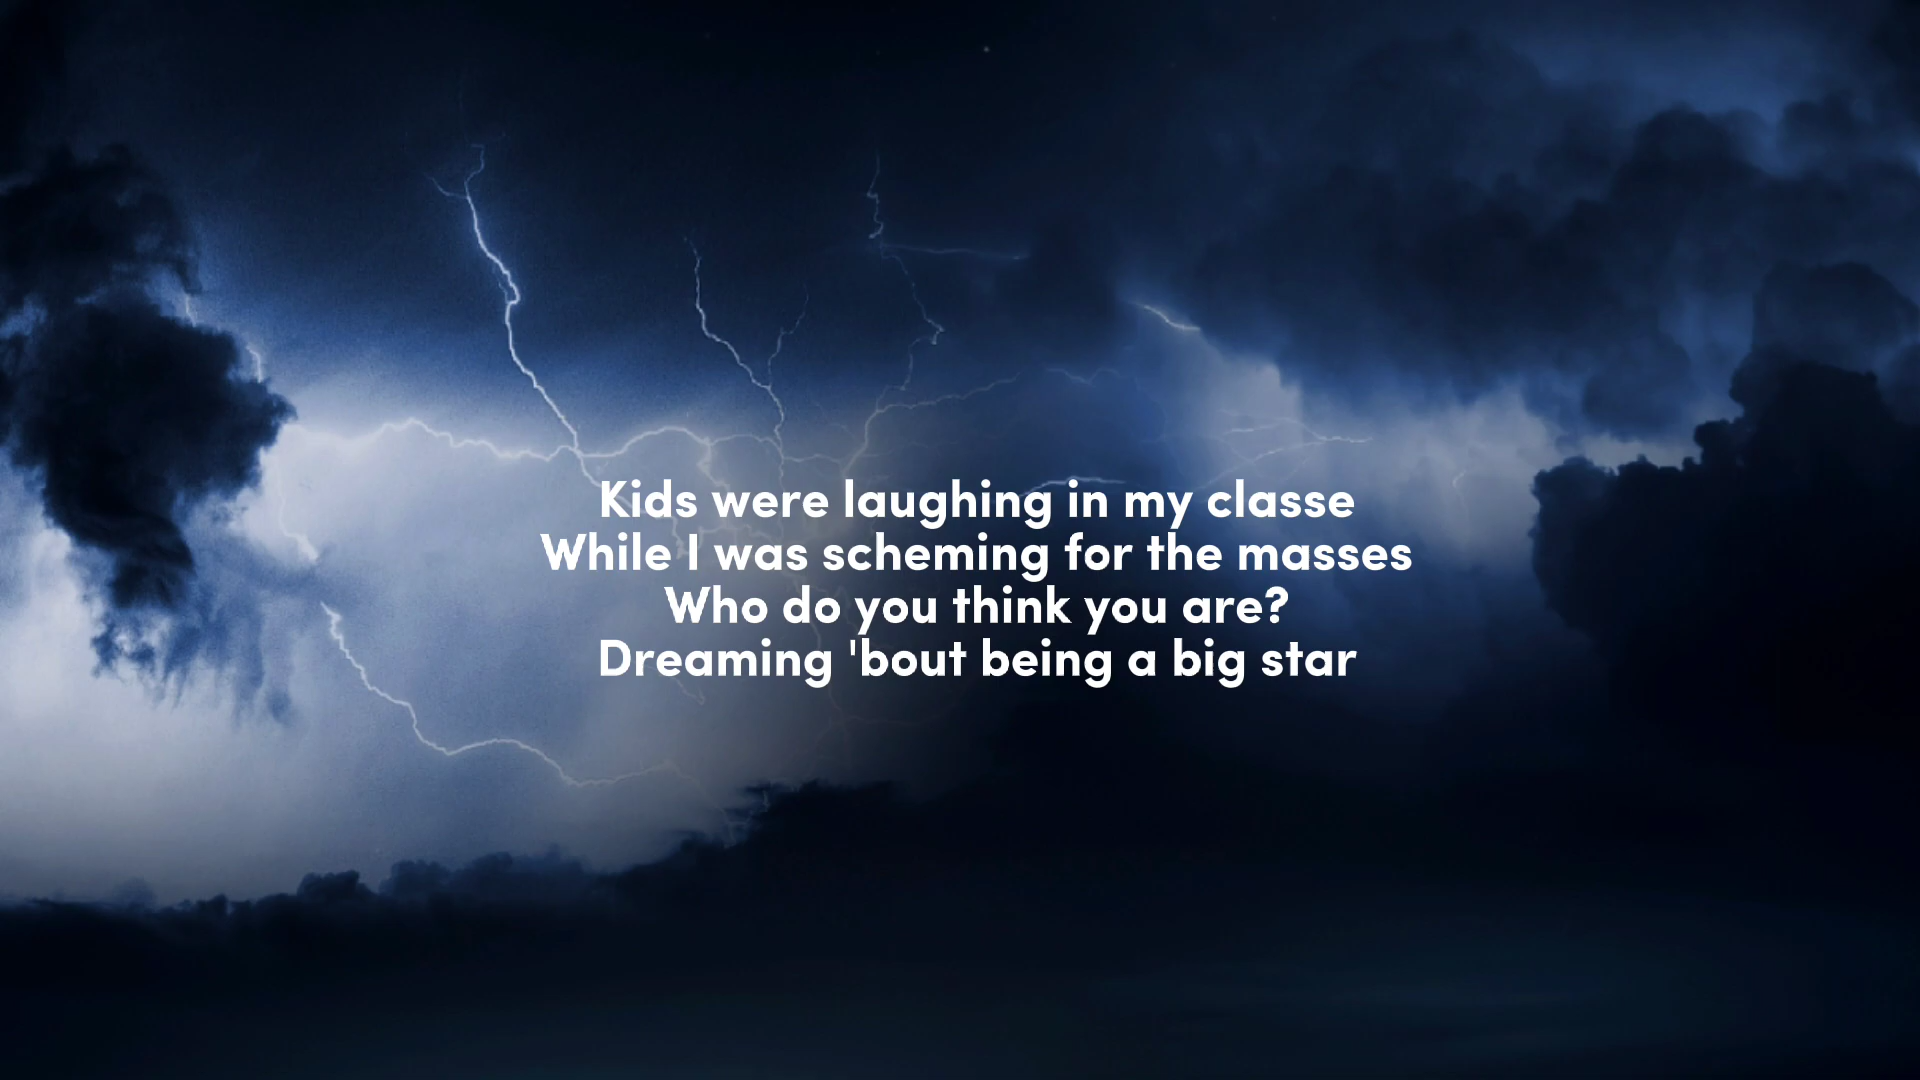 Kids were laughing in my classe
While I was scheming for the masses
Who do you think you are?
Dreaming 'bout being a big star